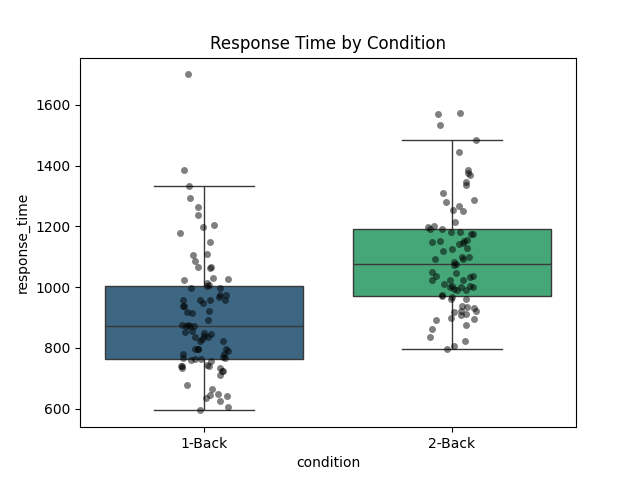 Response Time by Condition
response_time
1600
1400
1200
1000
800
600
1-Back
2-Back
condition